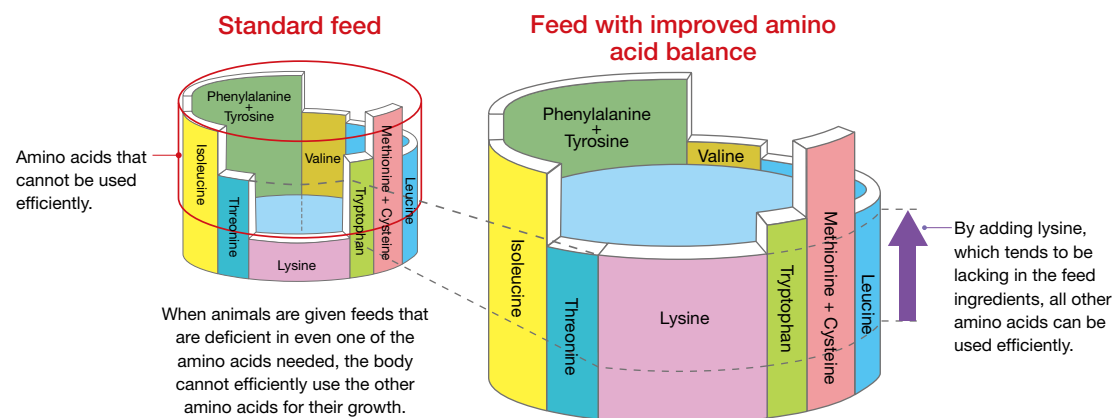 Standard feed
Phenylalanine
+
Tyrosine
Isoleucine
Threonine
Valine
Lysine
Tryptophan
Methionine + Cysteine
Leucine
Amino acids that
cannot be used
efficiently.
When animals are given feeds that
are deficient in even one of the
amino acids needed, the body
cannot efficiently use the other
amino acids for their growth.
Feed with improved amino
acid balance
Phenylalanine
+
Tyrosine
Valine
Isoleucine
Threonine
Lysine
Tryptophan
Methionine + Cysteine
Leucine
By adding lysine,
which tends to be
lacking in the feed
ingredients, all other
amino acids can be
used efficiently.